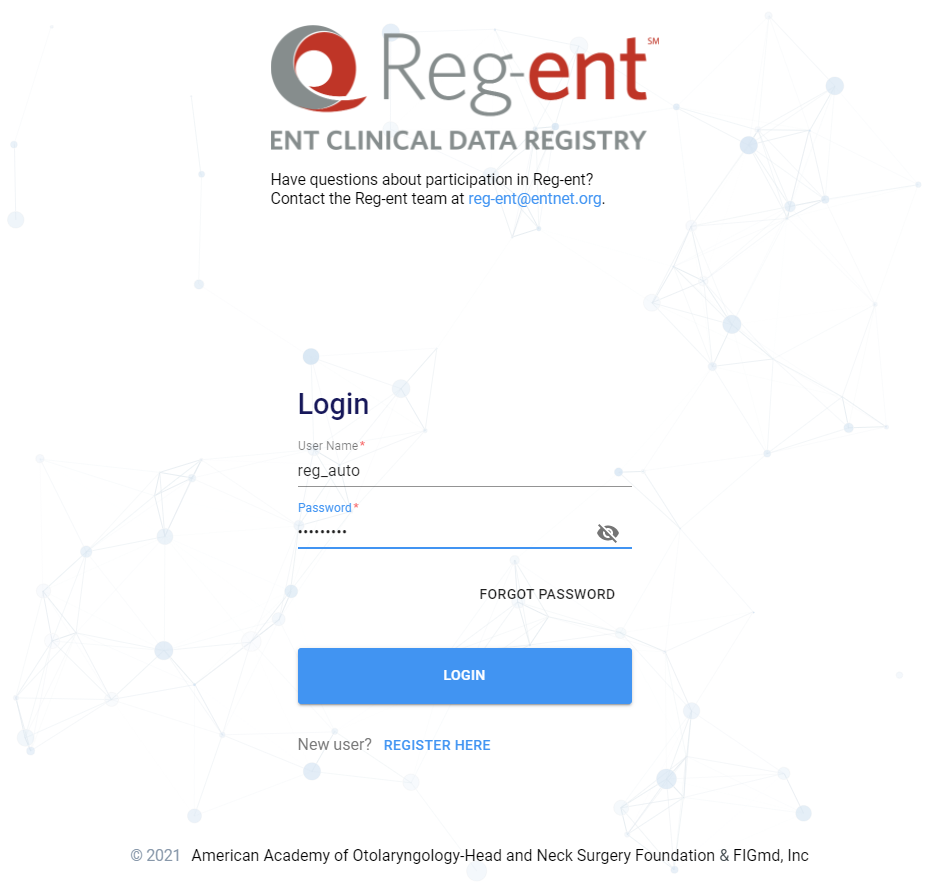 Reg-ent℠
ENT CLINICAL DATA REGISTRY
Have questions about participation in Reg-ent?
Contact the Reg-ent team at reg-ent@entnet.org.
Login
User Name*
reg_auto
Password*
•••••••••
FORGOT PASSWORD
LOGIN
New user? REGISTER HERE
© 2021 American Academy of Otolaryngology-Head and Neck Surgery Foundation & FIGmd, Inc